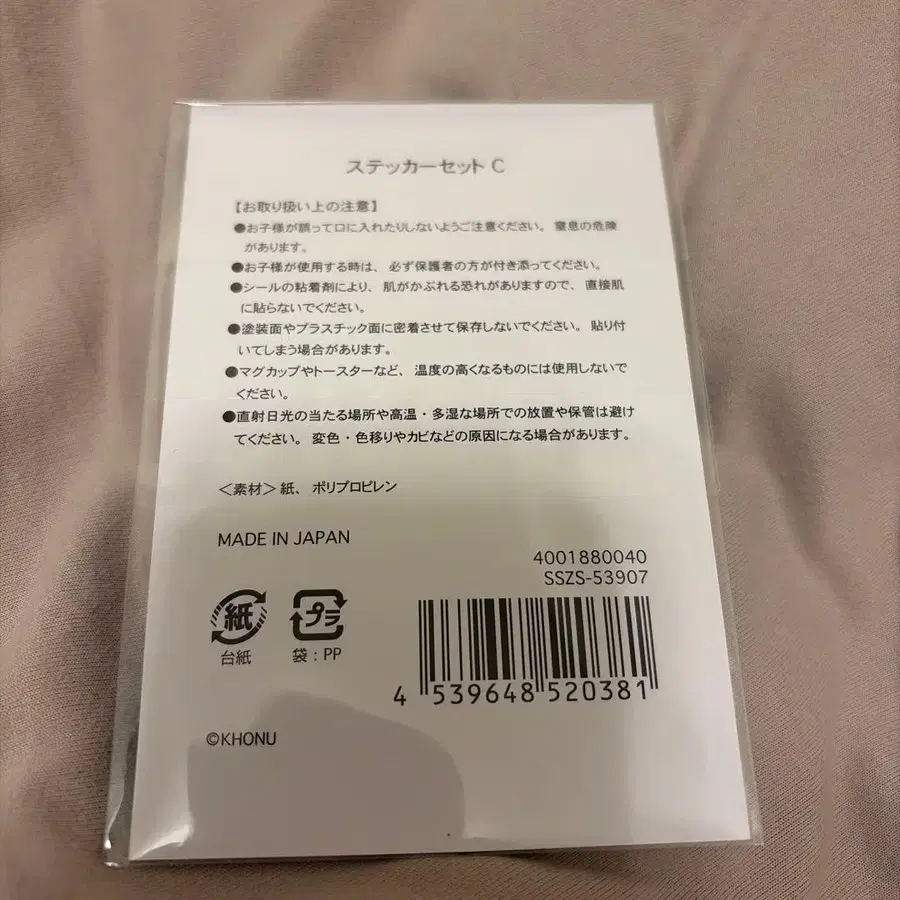 ステッカーセット C
【お取り扱い上の注意】
●お子様が誤って口に入れたりしないようご注意ください。 窒息の危険
があります。
●お子様が使用する時は、 必ず保護者の方が付き添ってください。
●シールの粘着剤により、 肌がかぶれる恐れがありますので、 直接肌
に貼らないでください。
●塗装面やプラスチック面に密着させて保存しないでください。 貼り付
いてしまう場合があります。
●マグカップやトースターなど、 温度の高くなるものには使用しないで
ください。
●直射日光の当たる場所や高温・多湿な場所での放置や保管は避け
てください。 変色・色移りやカビなどの原因になる場合があります。
＜素材＞紙、 ポリプロピレン
MADE IN JAPAN
4001880040
SSZS-53907
紙
プラ
台紙
袋：PP
4 539648 520381
©KHONU